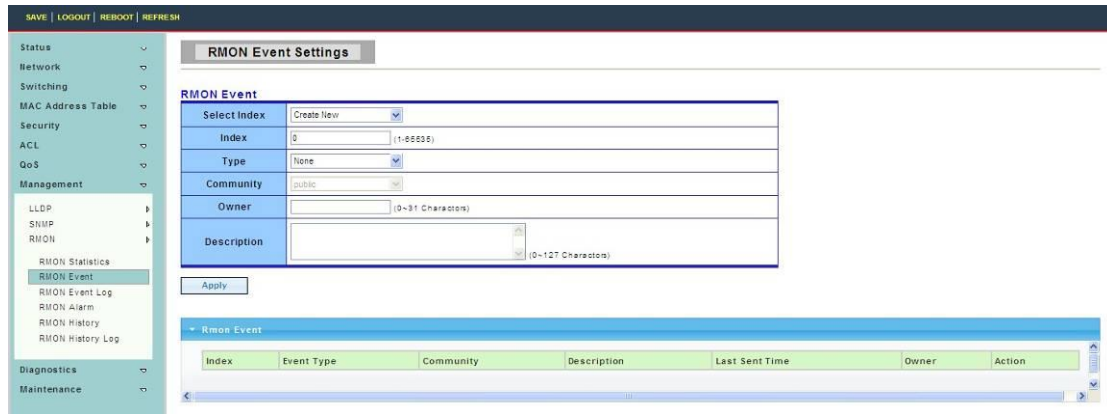 SAVE | LOGOUT | REBOOT | REFRESH
Status
Network
Switching
MAC Address Table
Security
ACL
QoS
Management
LLDP
SNMP
RMON
RMON Statistics
RMON Event
RMON Event Log
RMON Alarm
RMON History
RMON History Log
Diagnostics
Maintenance
RMON Event Settings
RMON Event
Select Index Create New
Index 0 (1-65535)
Type None
Community public
Owner (0~31 Charactors)
Description (0~127 Charactors)
Apply
Rmon Event
Index Event Type Community Description Last Sent Time Owner Action